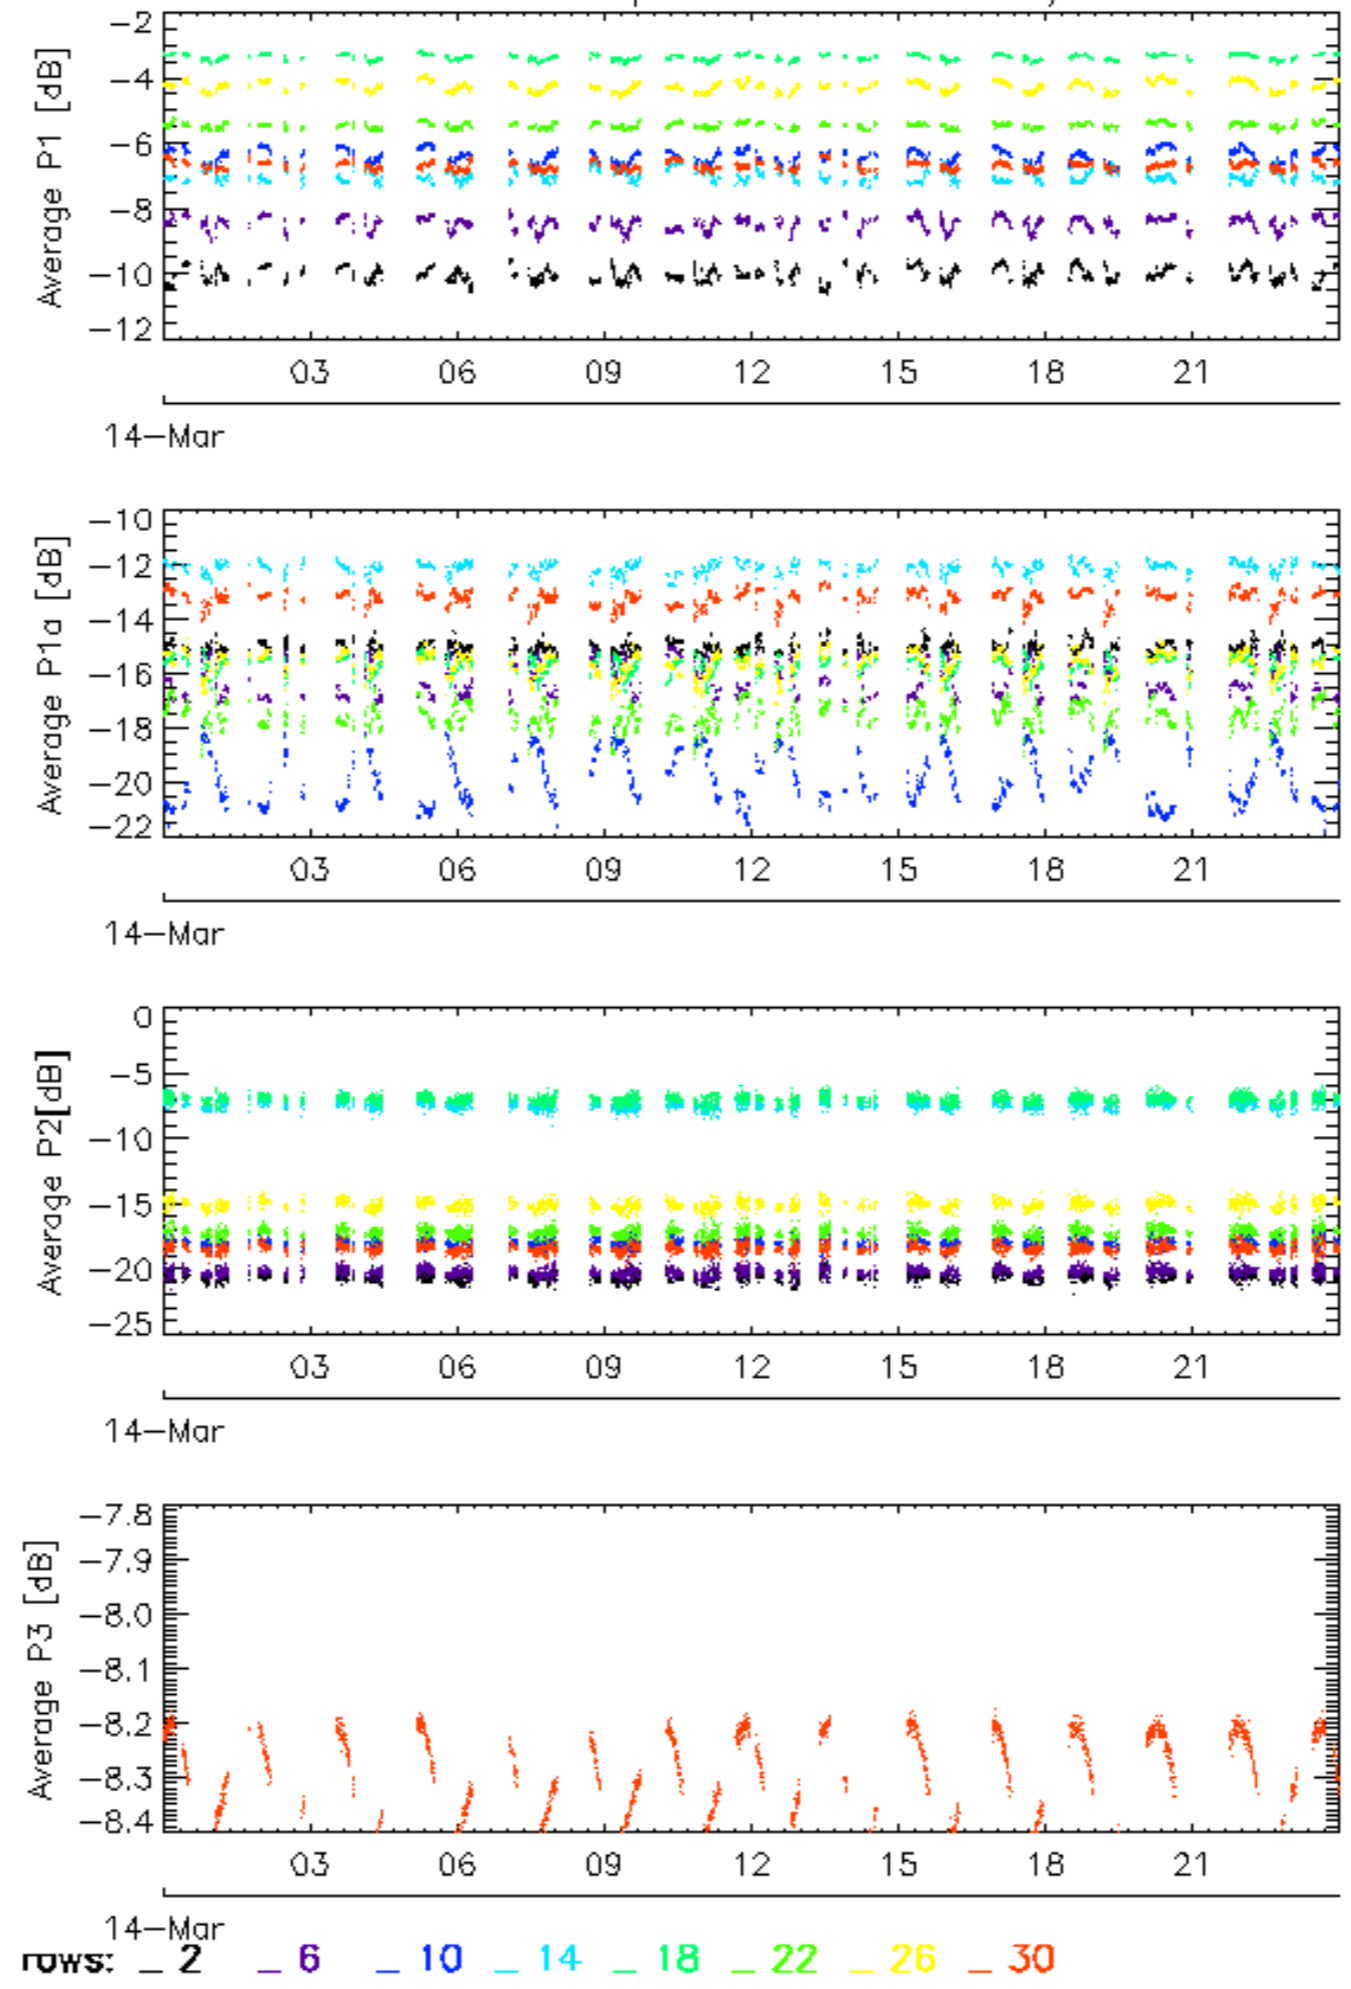 Average P1 [dB]
−2
−4
−6
−8
−10
−12
03 06 09 12 15 18 21
14−Mar
Average P1a [dB]
−10
−12
−14
−16
−18
−20
−22
03 06 09 12 15 18 21
14−Mar
Average P2[dB]
0
−5
−10
−15
−20
−25
03 06 09 12 15 18 21
14−Mar
Average P3 [dB]
−7.8
−7.9
−8.0
−8.1
−8.2
−8.3
−8.4
03 06 09 12 15 18 21
14−Mar
rows: _ 2 _ 6 _ 10 _ 14 _ 18 _ 22 _ 26 _ 30